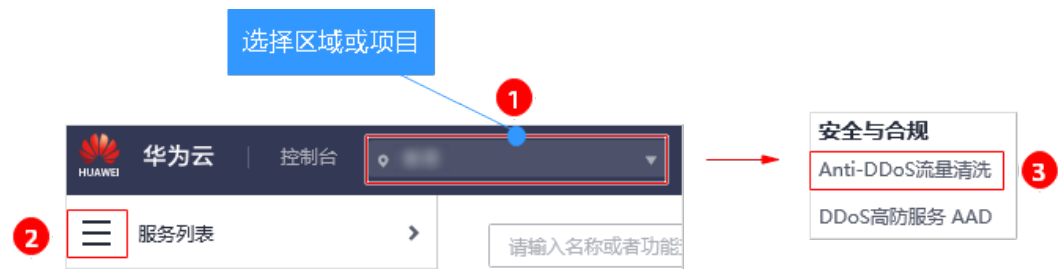 选择区域或项目
1
HUAWEI
华为云
控制台
2
服务列表
请输入名称或者功能
安全与合规
Anti-DDoS流量清洗
3
DDoS高防服务 AAD